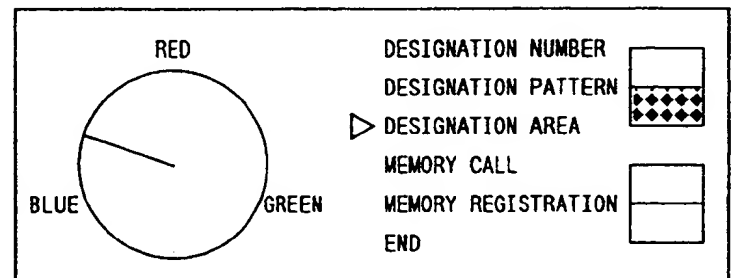 RED
BLUE
GREEN
DESIGNATION NUMBER
DESIGNATION PATTERN
DESIGNATION AREA
MEMORY CALL
MEMORY REGISTRATION
END